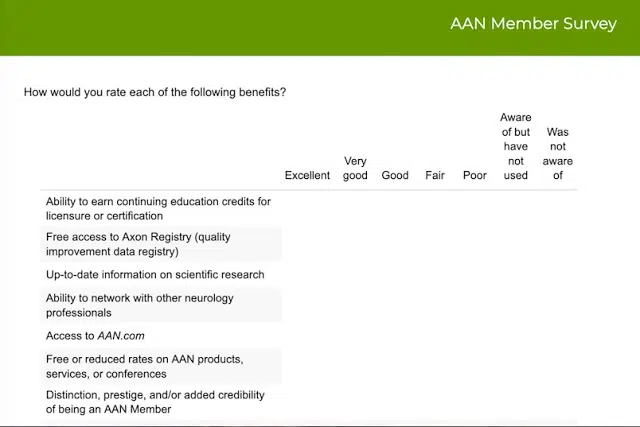 AAN Member Survey
How would you rate each of the following benefits?
Excellent
Very
good
Good
Fair
Poor
Aware
of but
have
not
used
Was
not
aware
of
Ability to earn continuing education credits for
licensure or certification
Free access to Axon Registry (quality
improvement data registry)
Up-to-date information on scientific research
Ability to network with other neurology
professionals
Access to AAN.com
Free or reduced rates on AAN products,
services, or conferences
Distinction, prestige, and/or added credibility
of being an AAN Member